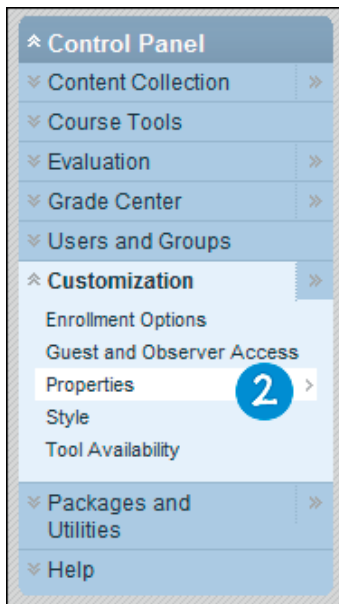 Control Panel
Content Collection
Course Tools
Evaluation
Grade Center
Users and Groups
Customization
Enrollment Options
Guest and Observer Access
Properties 2
Style
Tool Availability
Packages and
Utilities
Help